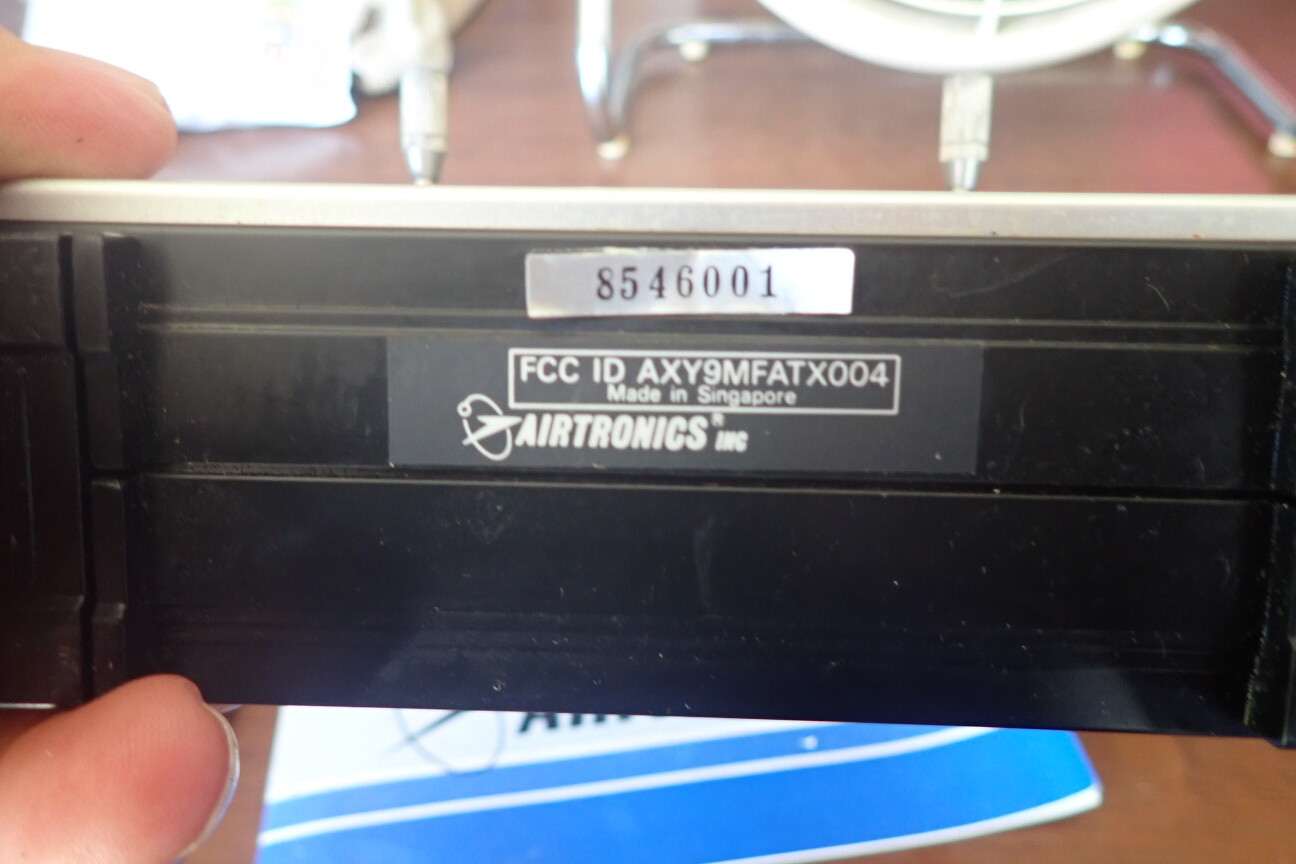 8546001
FCC ID AXY9MFATX004
Made in Singapore
AIRTRONICS® INC